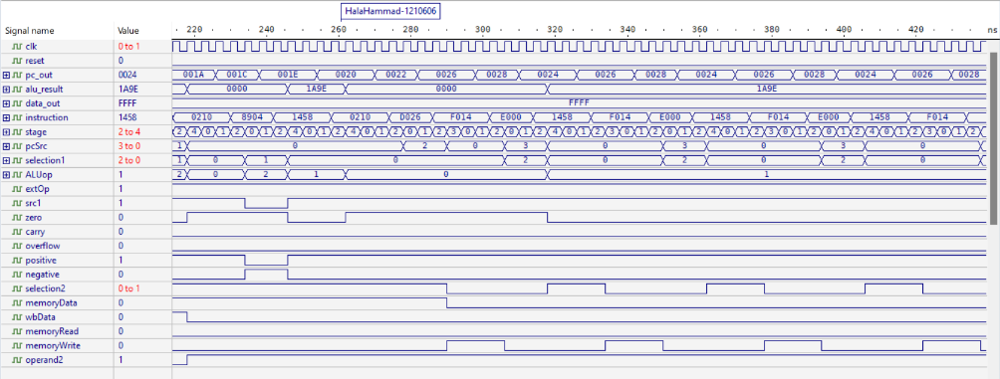 HalaHammad-1210606
Signal name Value 220 240 260 280 300 320 340 360 380 400 420 ns
clk 0 to 1
reset 0
pc_out 0024 001A 001C 001E 0020 0022 0026 0028 0024 0026 0028 0024 0026 0028 0024 0026 0028
alu_result 1A9E 0000 1A9E 0000 1A9E
data_out FFFF FFFF
instruction 1458 0210 8904 1458 0210 D026 F014 E000 1458 F014 E000 1458 F014 E000 1458 F014
stage 2 to 4 2 4 0 1 2 0 1 2 4 0 1 2 4 0 1 2 0 1 2 3 0 1 2 0 1 2 4 0 1 2 3 0 1 2 0 1 2 4 0 1 2 3 0 1 2 0 1 2 4 0 1 2 3 0 1 2
pcSrc 3 to 0 1 0 2 0 3 0 3 0 3 0
selection1 2 to 0 1 0 1 0 2 0 2 0 2 0
ALUop 1 2 0 2 1 0 1
extOp 1
src1 1
zero 0
carry 0
overflow 0
positive 1
negative 0
selection2 0 to 1
memoryData 0
wbData 0
memoryRead 0
memoryWrite 0
operand2 1